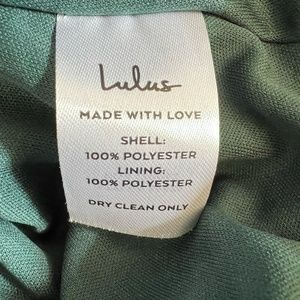 Lulus
MADE WITH LOVE
SHELL:
100% POLYESTER
LINING:
100% POLYESTER
DRY CLEAN ONLY